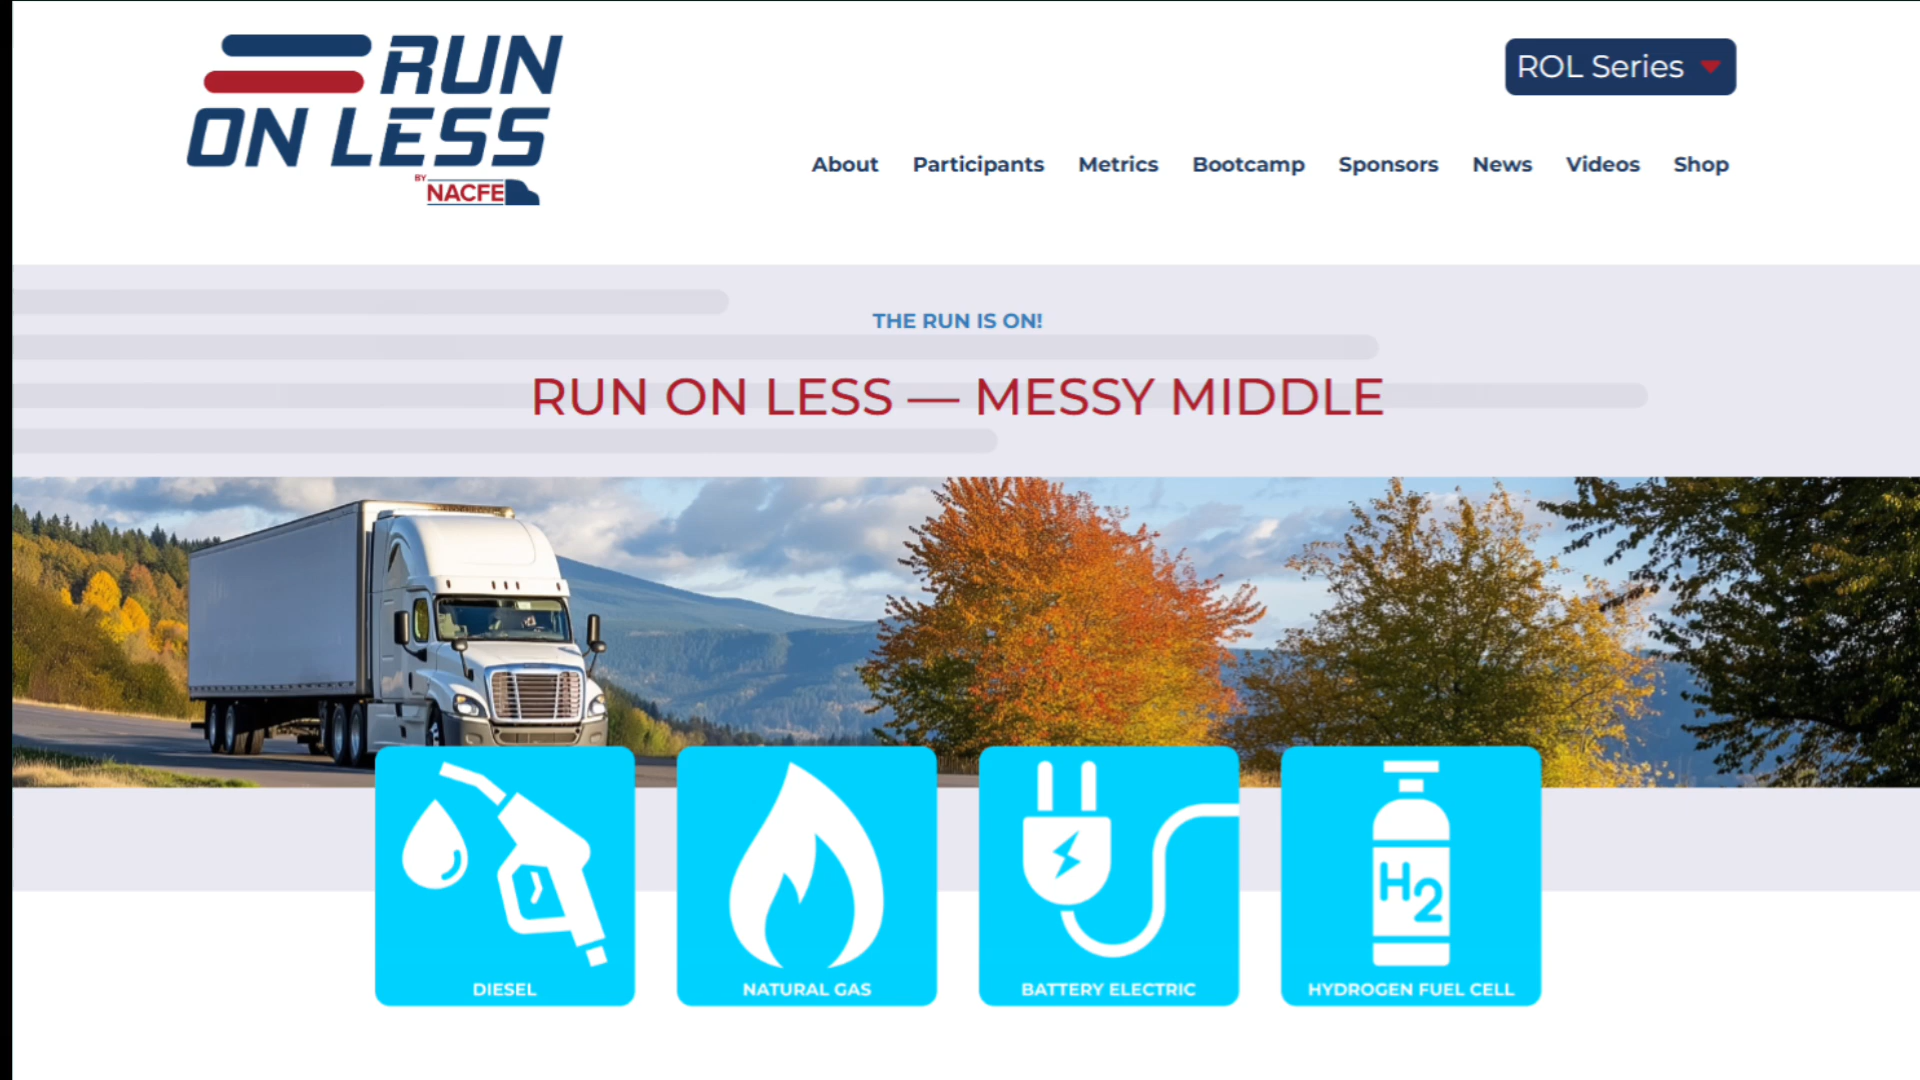 RUN
ON LESS
BY NACFE
ROL Series
About Participants Metrics Bootcamp Sponsors News Videos Shop
THE RUN IS ON!
RUN ON LESS — MESSY MIDDLE
H2
DIESEL
NATURAL GAS
BATTERY ELECTRIC
HYDROGEN FUEL CELL